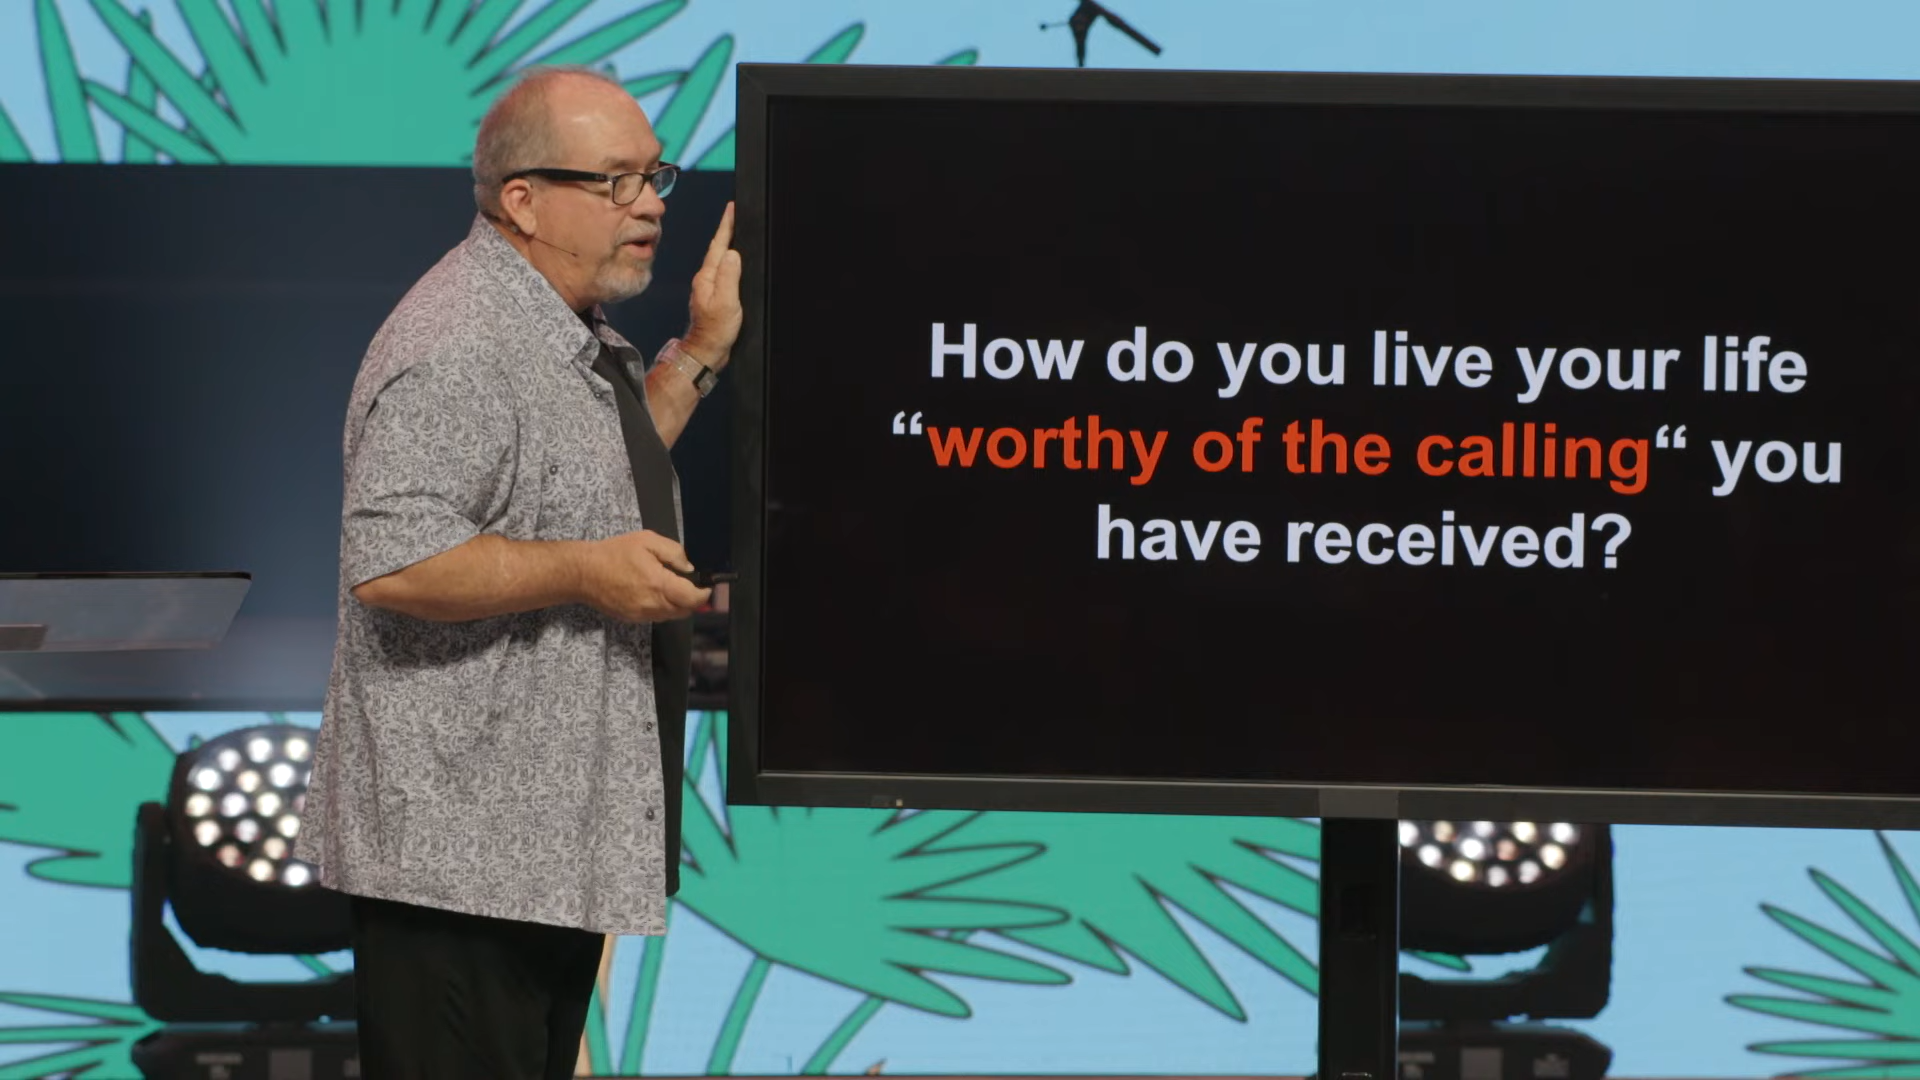 How do you live your life
“worthy of the calling“ you
have received?